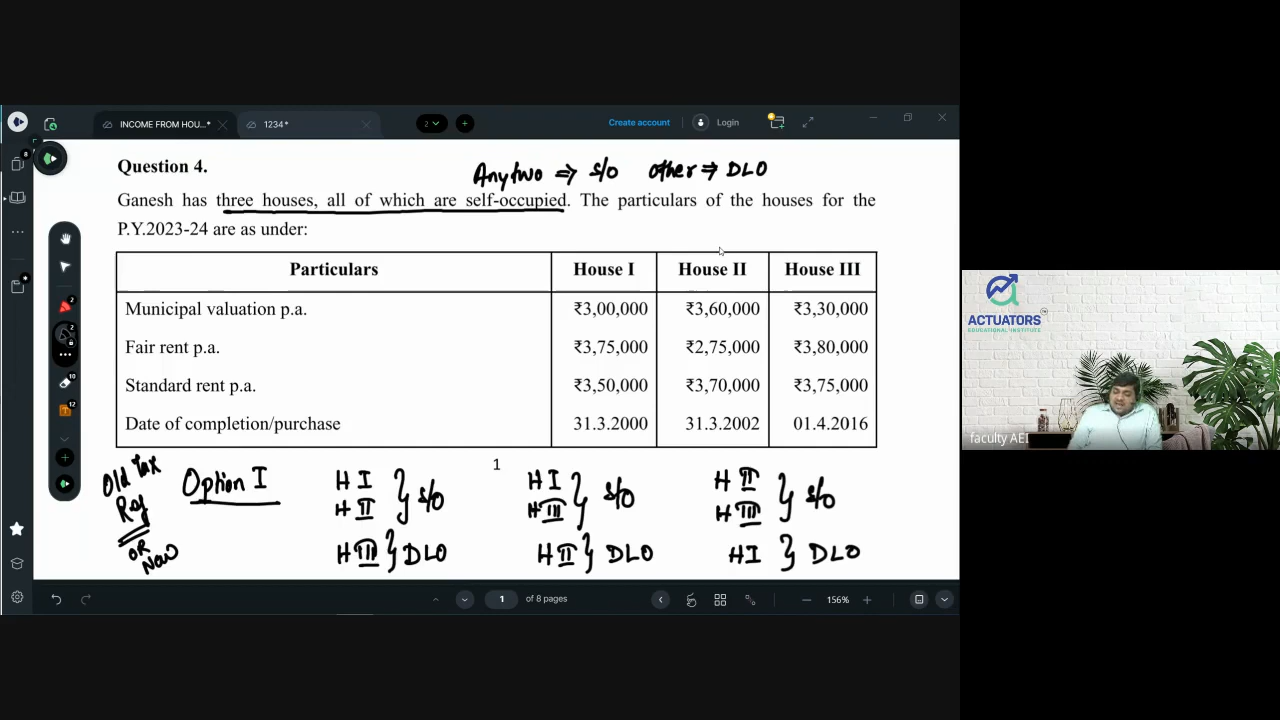 INCOME FROM HOU...*
1234*
2
Create account
Login
Question 4.
Any two ⇒ S/O Other ⇒ DLO
Ganesh has three houses, all of which are self-occupied. The particulars of the houses for the
P.Y.2023-24 are as under:
Particulars House I House II House III
Municipal valuation p.a. ₹3,00,000 ₹3,60,000 ₹3,30,000
Fair rent p.a. ₹3,75,000 ₹2,75,000 ₹3,80,000
Standard rent p.a. ₹3,50,000 ₹3,70,000 ₹3,75,000
Date of completion/purchase 31.3.2000 31.3.2002 01.4.2016
1
Old Tax
Reg
OR
New
Option I
H I
H II
} S/O
H III } DLO
H I
H III
} S/O
H II } DLO
H II
H III
} S/O
H I } DLO
1 of 8 pages
156%
ACTUATORS
EDUCATIONAL INSTITUTE
faculty AEI